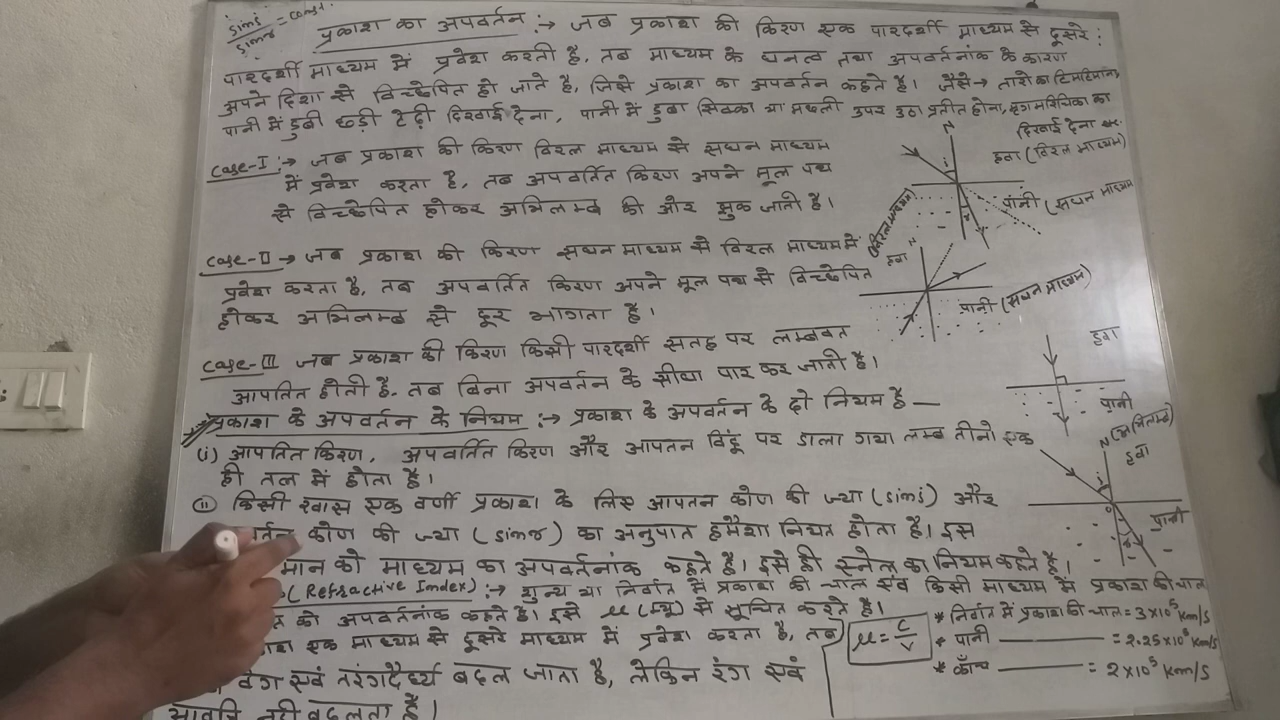 sini/sinr = const.
प्रकाश का अपवर्तन :→ जब प्रकाश की किरण एक पारदर्शी माध्यम से दूसरे
पारदर्शी माध्यम में प्रवेश करती है, तब माध्यम के घनत्व तथा अपवर्तनांक के कारण
अपने दिशा से विच्छेपित हो जाते है, जिसे प्रकाश का अपवर्तन कहते है। जैसे→ तारो का टिमटिमाना,
पानी में डुबी छड़ी टेढ़ी दिखाई देना, पानी में डुबा सिक्का या मछली उपर उठा प्रतीत होना, मृग मरिचिका का
दिखाई देना
Case-I :→ जब प्रकाश की किरण विरल माध्यम से सघन माध्यम
में प्रवेश करता है, तब अपवर्तित किरण अपने मूल पथ
से विच्छेपित होकर अभिलम्ब की ओर झुक जाती है।
N
i
हवा (विरल माध्यम)
पानी (सघन माध्यम
r
Case-II → जब प्रकाश की किरण सघन माध्यम से विरल माध्यम में
प्रवेश करता है, तब अपवर्तित किरण अपने मूल पथ से विच्छेपित
होकर अभिलम्ब से दूर भागता है।
(विरल माध्यम)
हवा
N
पानी (सघन माध्यम)
Case-III जब प्रकाश की किरण किसी पारदर्शी सतह पर लम्बवत
आपतित होती है, तब बिना अपवर्तन के सीधा पार कर जाती है।
हवा
पानी
प्रकाश के अपवर्तन के नियम :→ प्रकाश के अपवर्तन के दो नियम है —
(i) आपतित किरण, अपवर्तित किरण और आपतन विंदु पर डाला गया लम्ब तीनो एक
ही तल में होता है।
N (अभिलम्ब)
हवा
i
पानी
r
(ii) किसी खास एक वर्णी प्रकाश के लिए आपतन कोण की ज्या (sini) और
र्तन कोण की ज्या (sinr) का अनुपात हमेशा नियत होता है। इस
मान को माध्यम का अपवर्तनांक कहते है। इसे ही स्नेल का नियम कहते है।
(Refractive Index) :→ शुन्य या निर्वात में प्रकाश की चाल एवं किसी माध्यम में प्रकाश की चाल
को अपवर्तनांक कहते है। इसे μ (म्यू) से सूचित करते है।
एक माध्यम से दूसरे माध्यम में प्रवेश करता है, तब
वेग एवं तरंगदैर्ध्य बदल जाता है, लेकिन रंग एवं
आवृत्ति नही बदलता है।
μ = c/v
* निर्वात में प्रकाश की चाल = 3×10⁵ Km/S
* पानी ——— = 2.25×10⁵ Km/S
* काँच ——— = 2×10⁵ Km/S